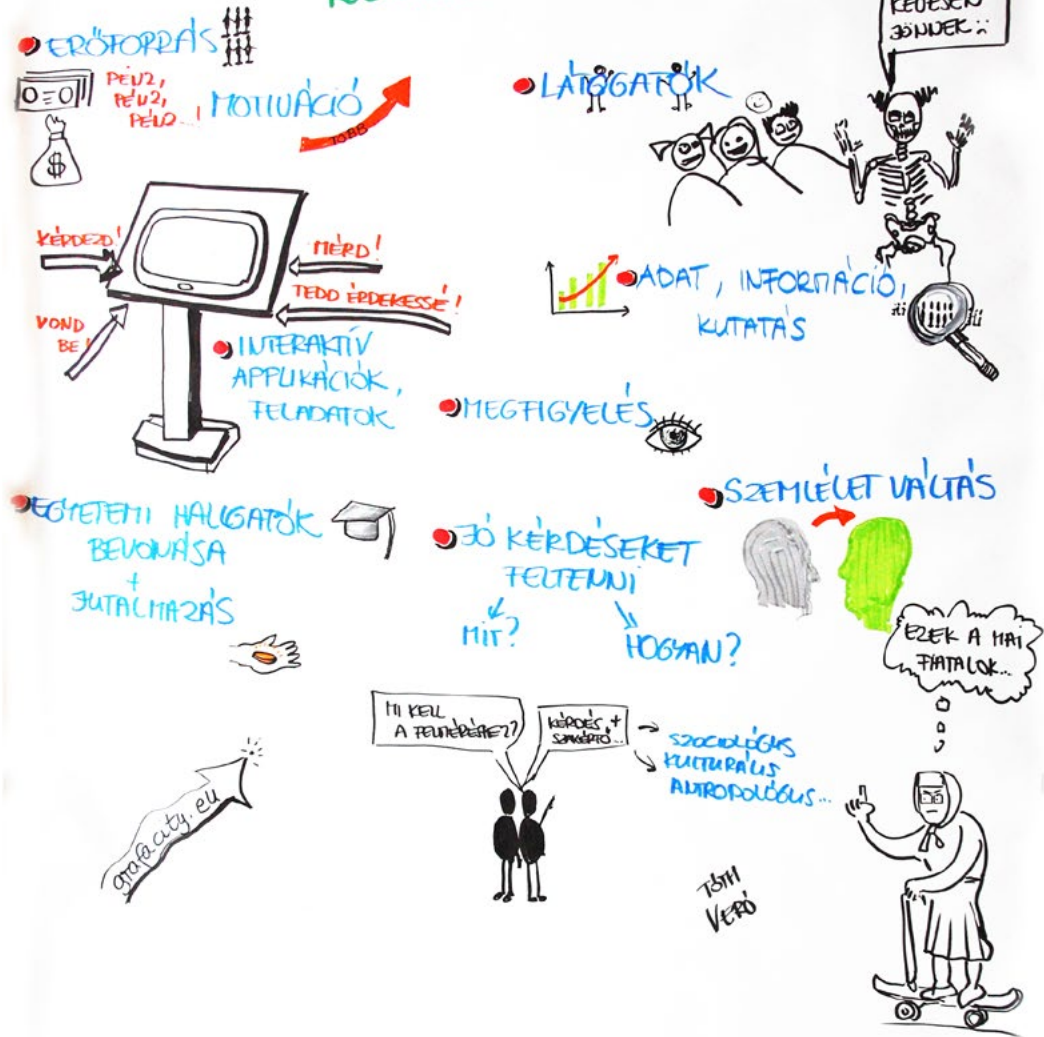 KEDVESEN
JÖNNEK :)
ERŐFORRÁS
PÉNZ,
PÉNZ,
PÉNZ...!
MOTIVÁCIÓ
TÖBB
LÁTOGATÓK
KÉRDEZD!
MÉRD!
TEDD ÉRDEKESSÉ!
VOND
BE!
INTERAKTÍV
APPLIKÁCIÓK,
FELADATOK
ADAT, INFORMÁCIÓ,
KUTATÁS
MEGFIGYELÉS
EGYETEMI HALLGATÓK
BEVONÁSA
+
JUTALMAZÁS
JÓ KÉRDÉSEKET
FELTENNI
MIT?
HOGYAN?
SZEMLÉLET VÁLTÁS
EZEK A MAI
FIATALOK...
MI KELL
A FELMÉRÉSHEZ?
KÉRDÉS +
SZAKÉRTŐ...
SZOCIOLÓGUS
KULTURÁLIS
ANTROPOLÓGUS...
grafacity.eu
TÓTH
VERÓ